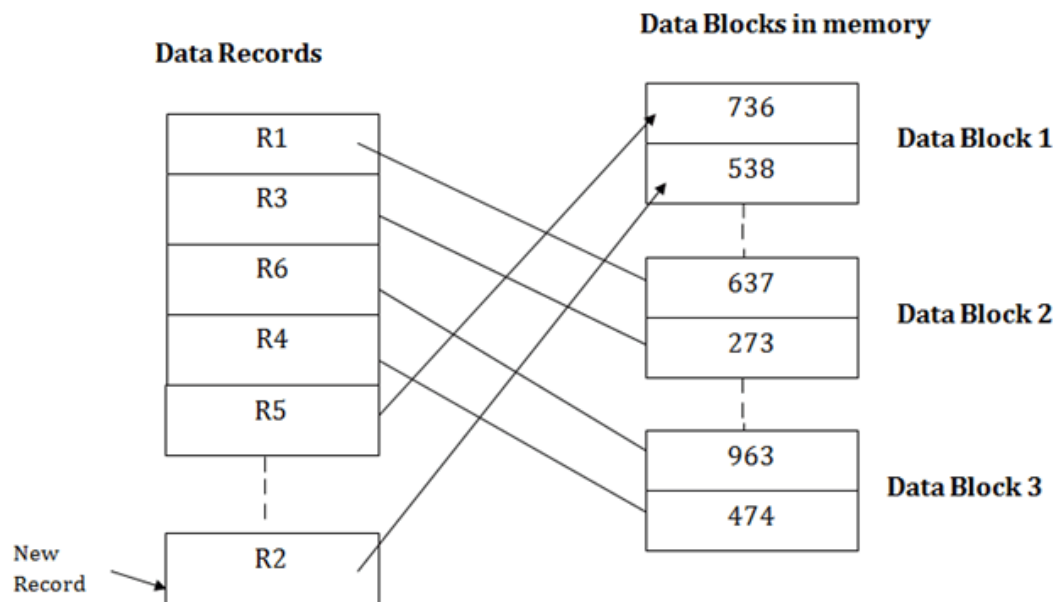 Data Records
R1
R3
R6
R4
R5
R2
New
Record
Data Blocks in memory
736
538
Data Block 1
637
273
Data Block 2
963
474
Data Block 3